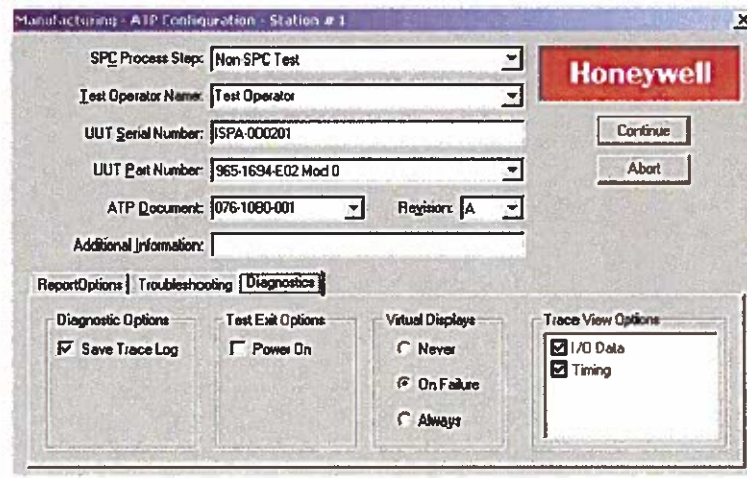 Manufacturing - ATP Configuration - Station # 1
SPC Process Step: Non SPC Test
Honeywell
Test Operator Name: Test Operator
UUT Serial Number: ISPA-000201
Continue
UUT Part Number: 965-1694-E02 Mod 0
Abort
ATP Document: 076-1080-001 Revision: A
Additional Information:
ReportOptions Troubleshooting Diagnostics
Diagnostic Options Test Exit Options Virtual Displays Trace View Options
Save Trace Log Power On Never I/O Data
Timing
On Failure
Always